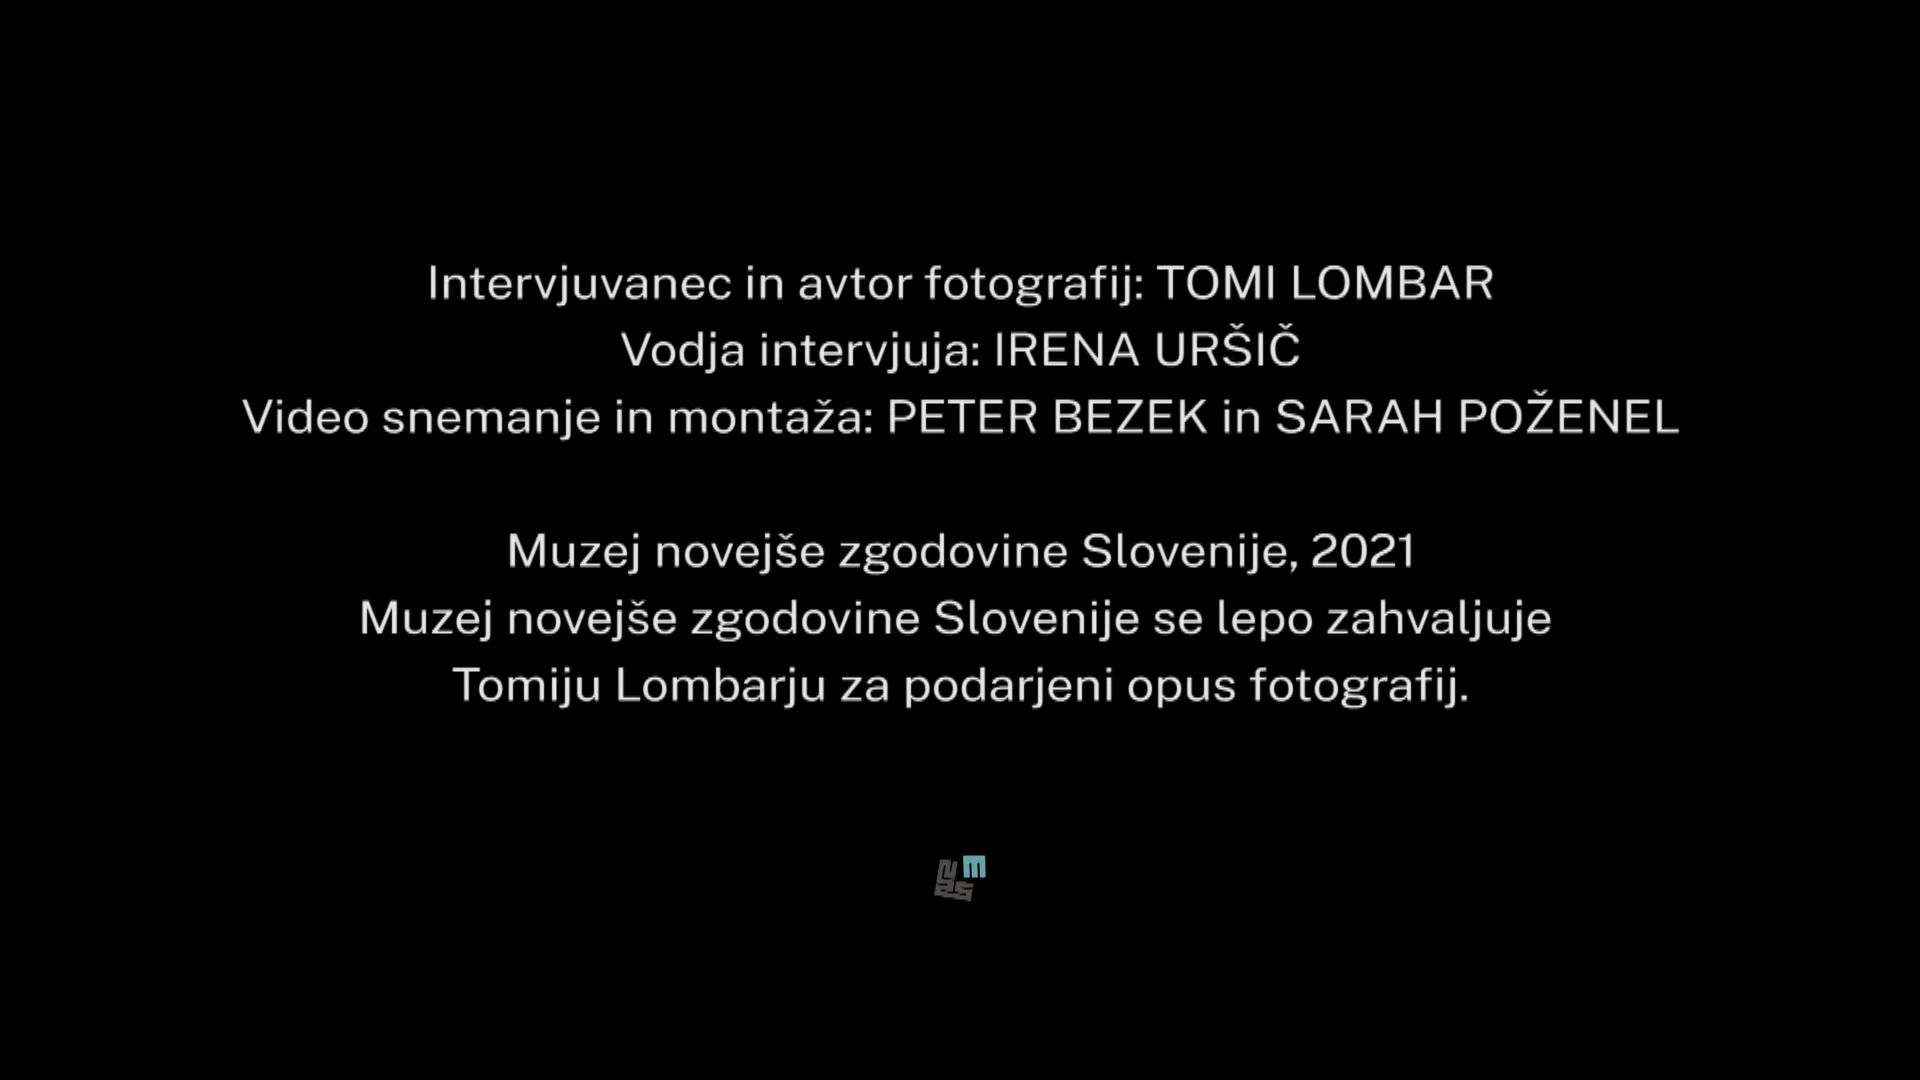 Intervjuvanec in avtor fotografij: TOMI LOMBAR
Vodja intervjuja: IRENA URŠIČ
Video snemanje in montaža: PETER BEZEK in SARAH POŽENEL
Muzej novejše zgodovine Slovenije, 2021
Muzej novejše zgodovine Slovenije se lepo zahvaljuje
Tomiju Lombarju za podarjeni opus fotografij.